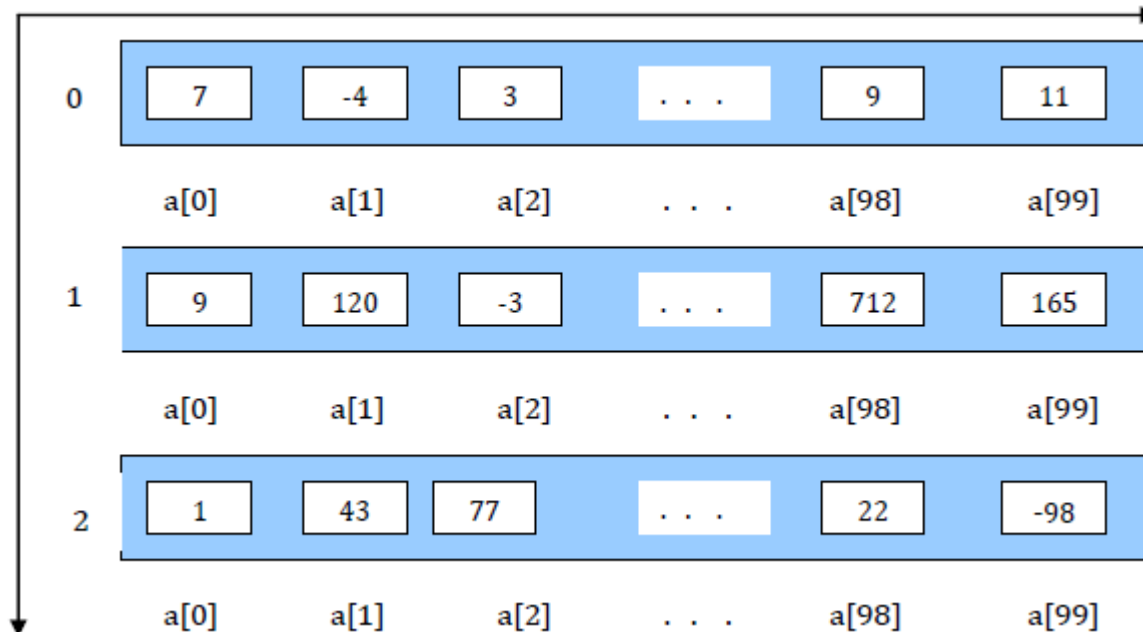 0 7 -4 3 . . . 9 11
a[0] a[1] a[2] . . . a[98] a[99]
1 9 120 -3 . . . 712 165
a[0] a[1] a[2] . . . a[98] a[99]
2 1 43 77 . . . 22 -98
a[0] a[1] a[2] . . . a[98] a[99]